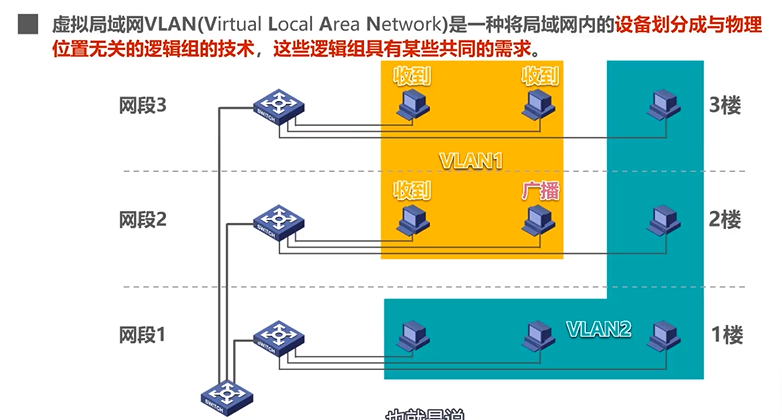 虚拟局域网VLAN(Virtual Local Area Network)是一种将局域网内的设备划分成与物理
位置无关的逻辑组的技术，这些逻辑组具有某些共同的需求。
网段3
SWITCH
收到
收到
3楼
VLAN1
网段2
SWITCH
收到
广播
2楼
网段1
SWITCH
VLAN2
1楼
SWITCH
也就是说